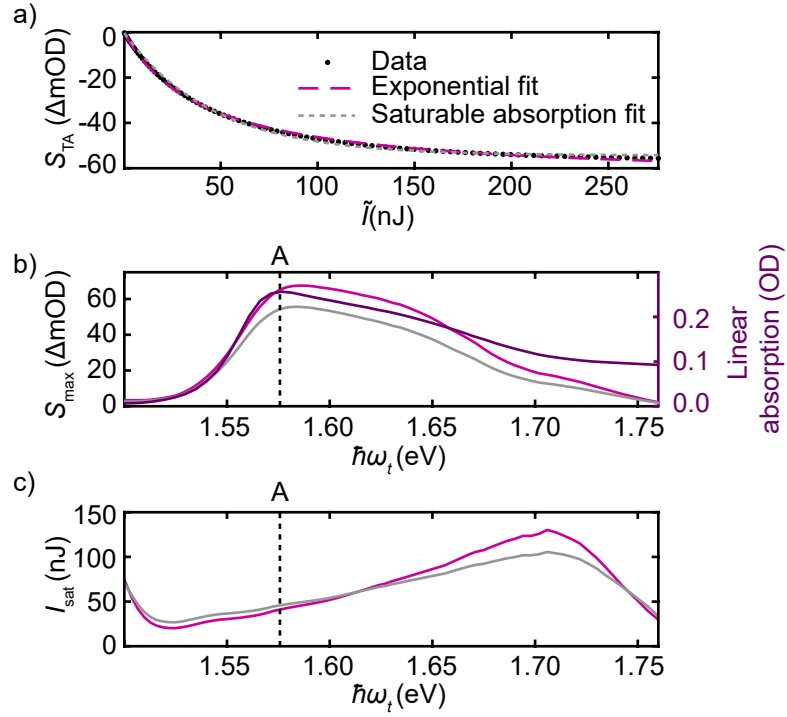 a)
S_TA (ΔmOD)
0
-20
-40
-60
Data
Exponential fit
Saturable absorption fit
50
100
150
200
250
Ĩ(nJ)
b)
A
S_max (ΔmOD)
60
40
20
0
0.2
0.1
0.0
Linear
absorption (OD)
1.55
1.60
1.65
1.70
1.75
ħω_t (eV)
c)
A
I_sat (nJ)
150
100
50
0
1.55
1.60
1.65
1.70
1.75
ħω_t (eV)